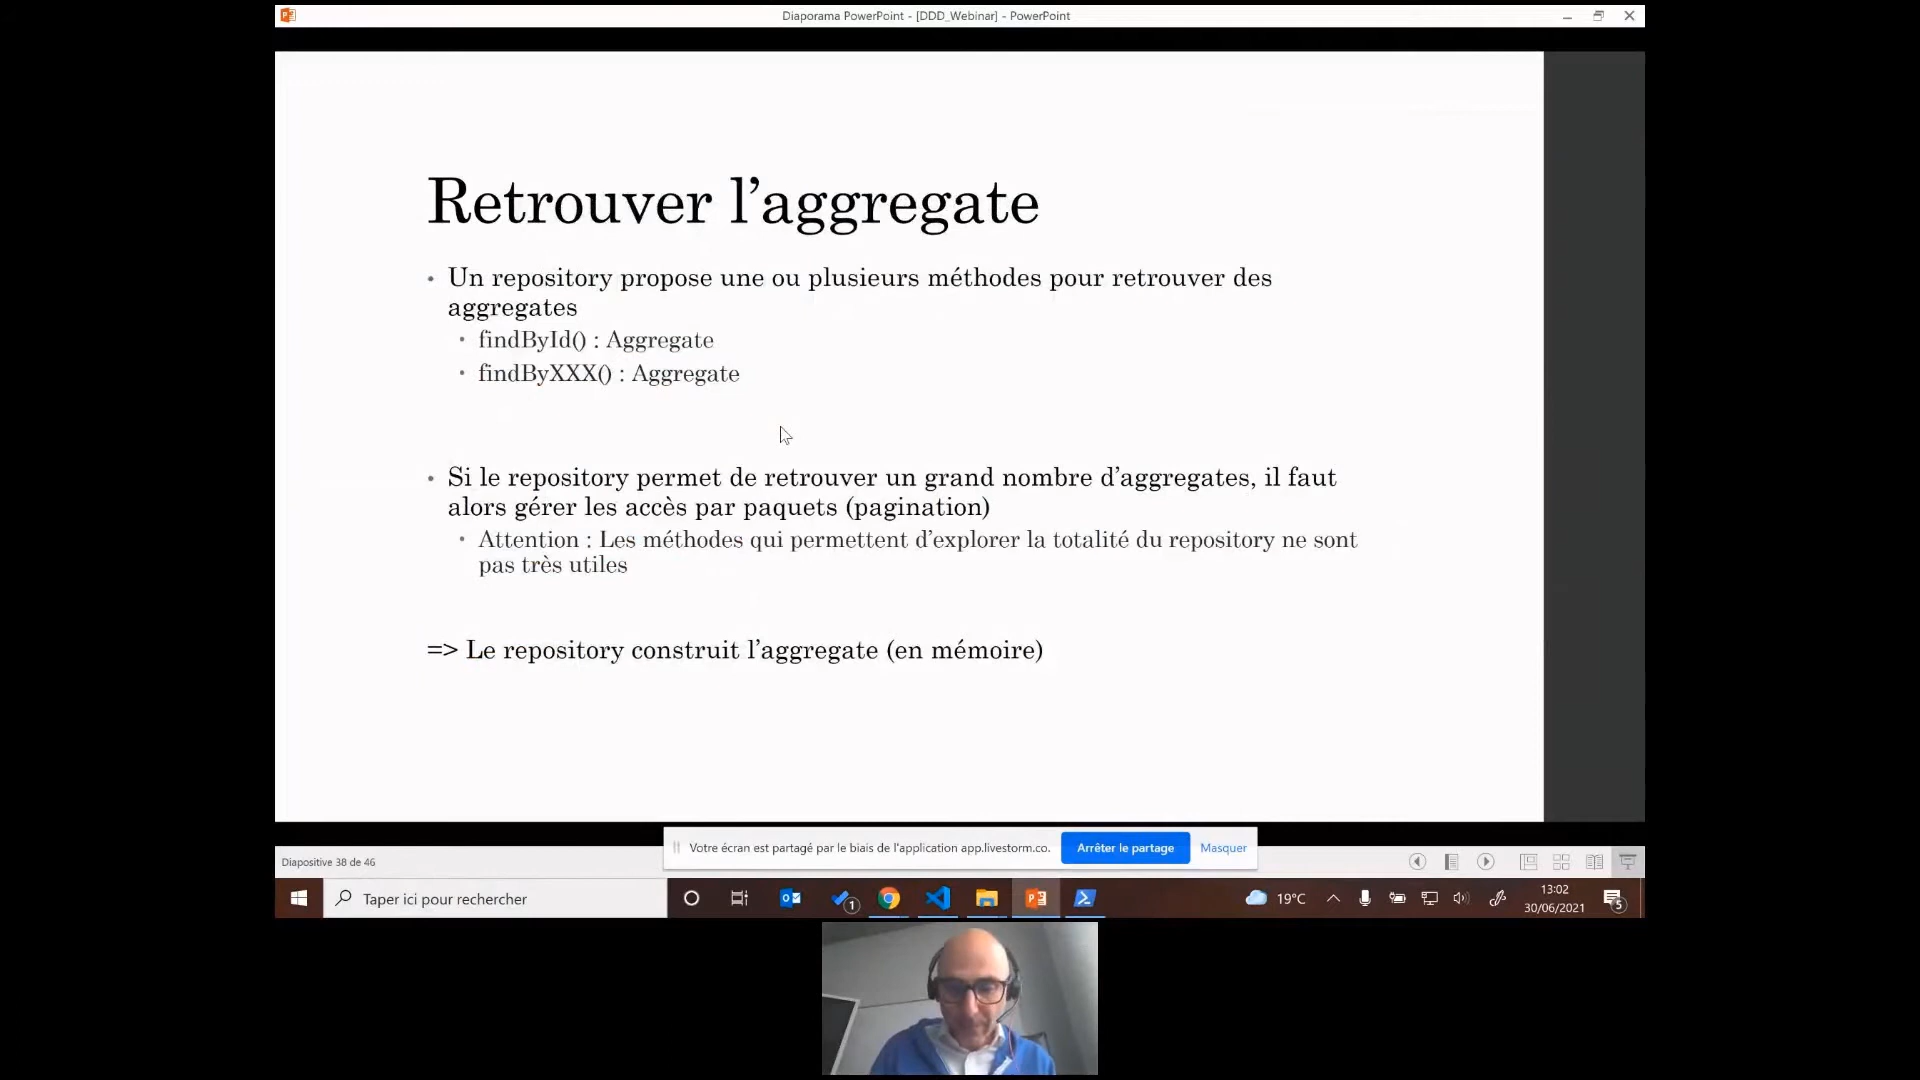 Diaporama PowerPoint - [DDD_Webinar] - PowerPoint
Retrouver l’aggregate
• Un repository propose une ou plusieurs méthodes pour retrouver des
aggregates
• findById() : Aggregate
• findByXXX() : Aggregate
• Si le repository permet de retrouver un grand nombre d’aggregates, il faut
alors gérer les accès par paquets (pagination)
• Attention : Les méthodes qui permettent d’explorer la totalité du repository ne sont
pas très utiles
=> Le repository construit l’aggregate (en mémoire)
Votre écran est partagé par le biais de l'application app.livestorm.co.
Arrêter le partage
Masquer
Diapositive 38 de 46
Taper ici pour rechercher
1
19°C
13:02
30/06/2021
5